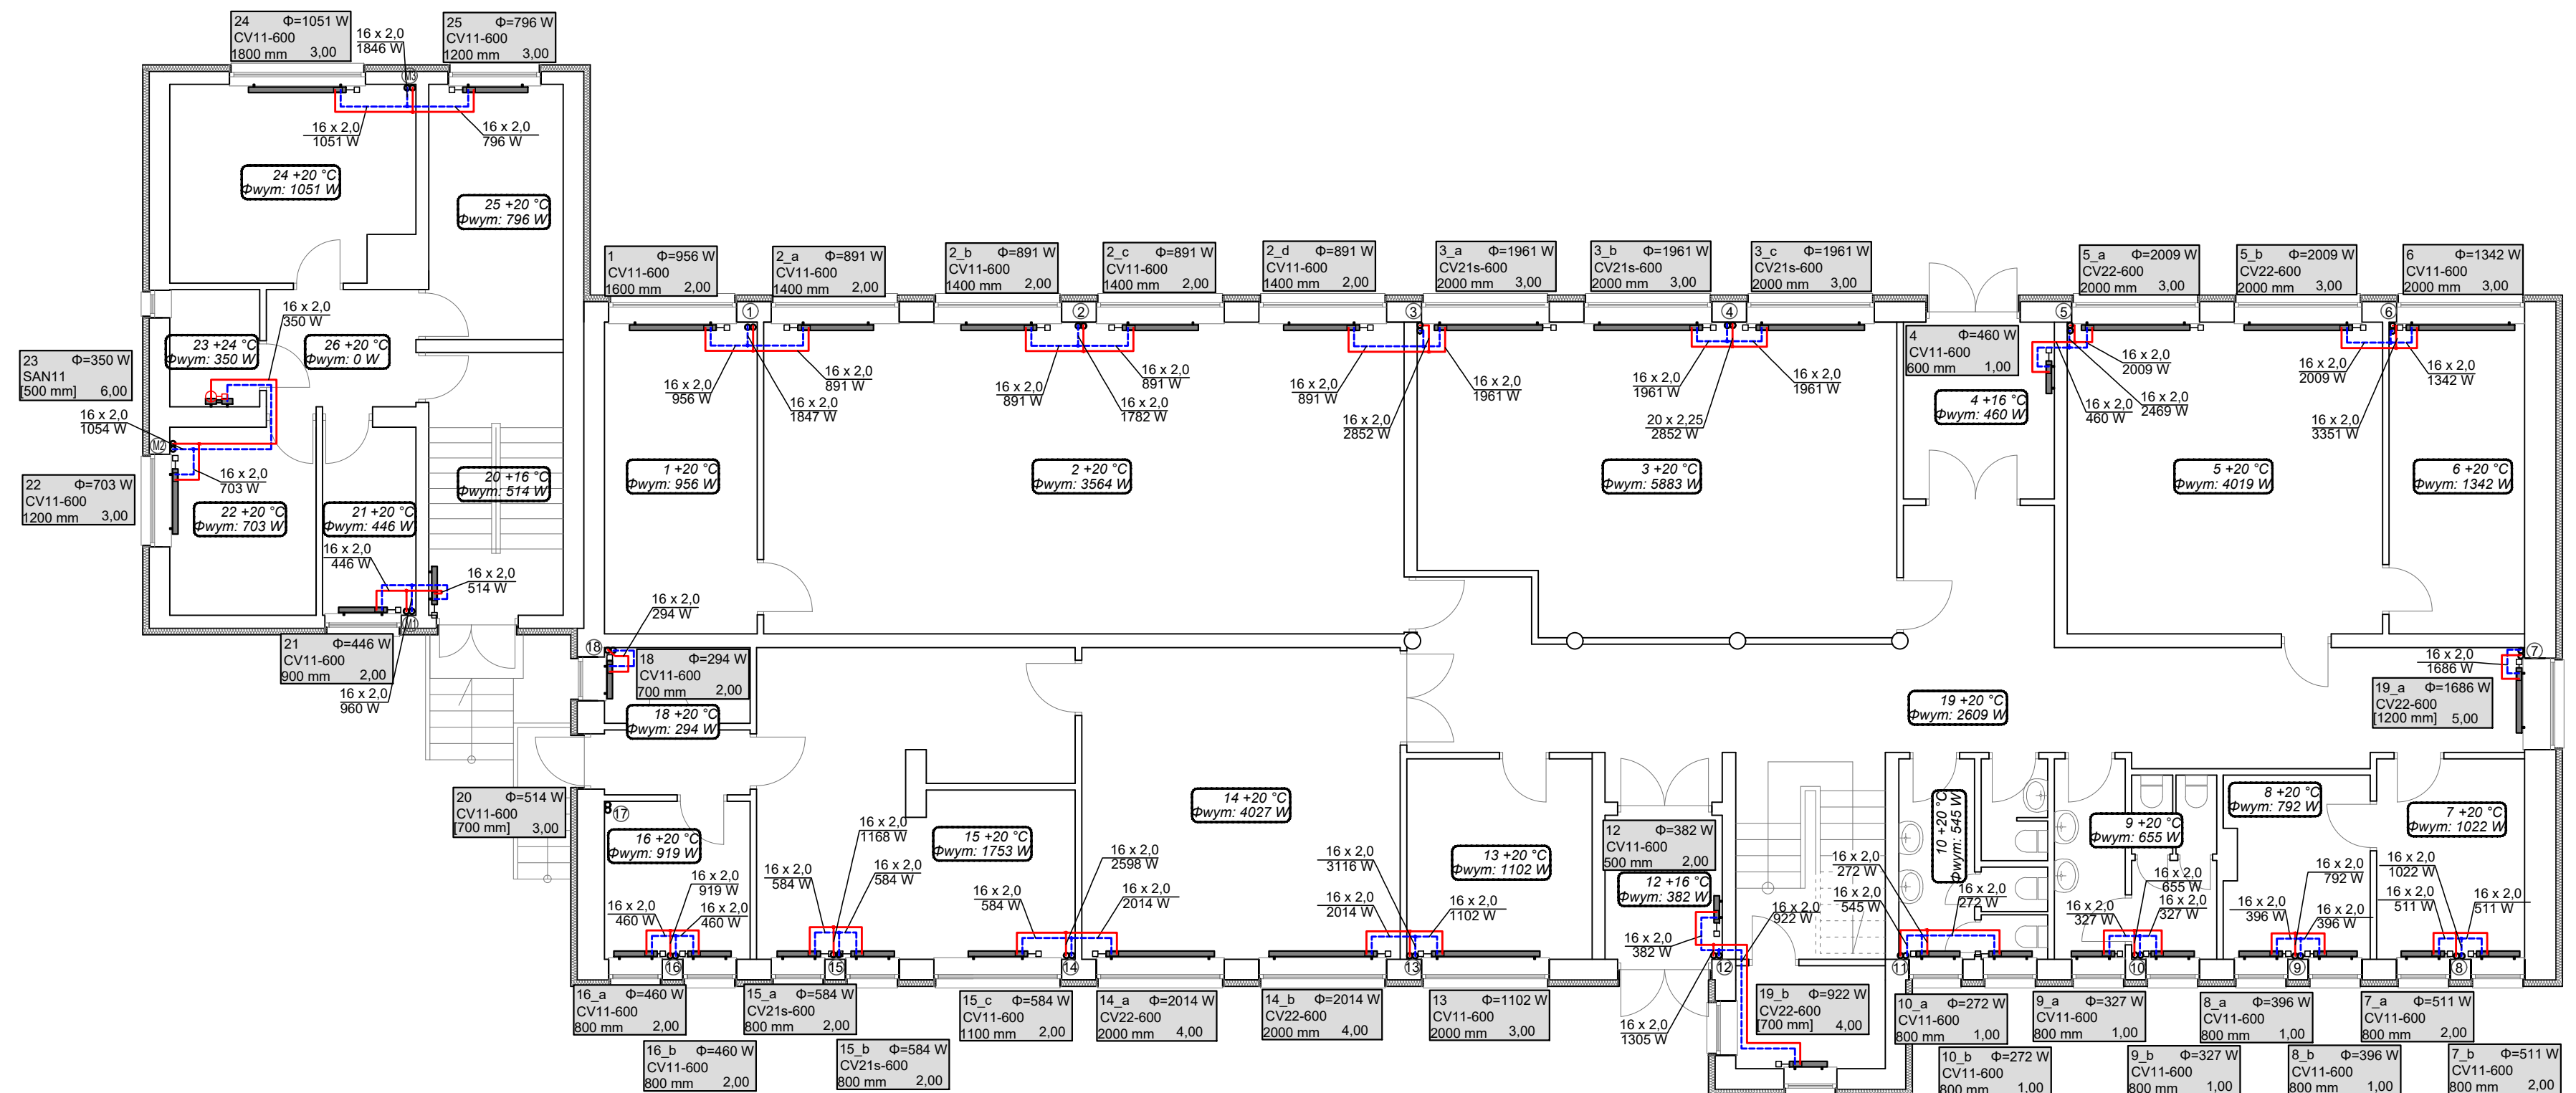 24 Φ=1051 W
CV11-600
1800 mm 3,00
16 x 2,0
1846 W
25 Φ=796 W
CV11-600
1200 mm 3,00
M3
16 x 2,0
1051 W
16 x 2,0
796 W
24 +20 °C
Φwym: 1051 W
25 +20 °C
Φwym: 796 W
16 x 2,0
350 W
23 +24 °C
Φwym: 350 W
26 +20 °C
Φwym: 0 W
23 Φ=350 W
SAN11
[500 mm] 6,00
16 x 2,0
1054 W
M2
16 x 2,0
703 W
22 Φ=703 W
CV11-600
1200 mm 3,00
22 +20 °C
Φwym: 703 W
21 +20 °C
Φwym: 446 W
20 +16 °C
Φwym: 514 W
16 x 2,0
446 W
16 x 2,0
514 W
M1
21 Φ=446 W
CV11-600
900 mm 2,00
16 x 2,0
960 W
1 Φ=956 W
CV11-600
1600 mm 2,00
2_a Φ=891 W
CV11-600
1400 mm 2,00
2_b Φ=891 W
CV11-600
1400 mm 2,00
2_c Φ=891 W
CV11-600
1400 mm 2,00
2_d Φ=891 W
CV11-600
1400 mm 2,00
3_a Φ=1961 W
CV21s-600
2000 mm 3,00
3_b Φ=1961 W
CV21s-600
2000 mm 3,00
3_c Φ=1961 W
CV21s-600
2000 mm 3,00
4 Φ=460 W
CV11-600
600 mm 1,00
5_a Φ=2009 W
CV22-600
2000 mm 3,00
5_b Φ=2009 W
CV22-600
2000 mm 3,00
6 Φ=1342 W
CV11-600
2000 mm 3,00
1
2
3
4
5
6
16 x 2,0
956 W
16 x 2,0
891 W
16 x 2,0
1847 W
16 x 2,0
891 W
16 x 2,0
891 W
16 x 2,0
1782 W
16 x 2,0
891 W
16 x 2,0
2852 W
16 x 2,0
1961 W
16 x 2,0
1961 W
20 x 2,25
2852 W
16 x 2,0
1961 W
16 x 2,0
2009 W
16 x 2,0
460 W
16 x 2,0
2469 W
16 x 2,0
2009 W
16 x 2,0
3351 W
16 x 2,0
1342 W
4 +16 °C
Φwym: 460 W
1 +20 °C
Φwym: 956 W
2 +20 °C
Φwym: 3564 W
3 +20 °C
Φwym: 5883 W
5 +20 °C
Φwym: 4019 W
6 +20 °C
Φwym: 1342 W
16 x 2,0
294 W
18
18 Φ=294 W
CV11-600
700 mm 2,00
18 +20 °C
Φwym: 294 W
7
16 x 2,0
1686 W
19_a Φ=1686 W
CV22-600
[1200 mm] 5,00
19 +20 °C
Φwym: 2609 W
20 Φ=514 W
CV11-600
[700 mm] 3,00
17
16 +20 °C
Φwym: 919 W
16 x 2,0
919 W
16 x 2,0
460 W
16 x 2,0
460 W
16 x 2,0
1168 W
16 x 2,0
584 W
16 x 2,0
584 W
15 +20 °C
Φwym: 1753 W
16 x 2,0
584 W
16 x 2,0
2598 W
16 x 2,0
2014 W
14 +20 °C
Φwym: 4027 W
16 x 2,0
3116 W
16 x 2,0
2014 W
16 x 2,0
1102 W
13 +20 °C
Φwym: 1102 W
12 Φ=382 W
CV11-600
500 mm 2,00
12 +16 °C
Φwym: 382 W
16 x 2,0
382 W
16 x 2,0
922 W
16 x 2,0
272 W
16 x 2,0
545 W
10 +20 °C
Φwym: 545 W
16 x 2,0
272 W
9 +20 °C
Φwym: 655 W
16 x 2,0
655 W
16 x 2,0
327 W
16 x 2,0
327 W
8 +20 °C
Φwym: 792 W
16 x 2,0
792 W
16 x 2,0
396 W
16 x 2,0
396 W
7 +20 °C
Φwym: 1022 W
16 x 2,0
1022 W
16 x 2,0
511 W
16 x 2,0
511 W
16
15
14
13
12
11
10
9
8
16_a Φ=460 W
CV11-600
800 mm 2,00
15_a Φ=584 W
CV21s-600
800 mm 2,00
15_c Φ=584 W
CV11-600
1100 mm 2,00
14_a Φ=2014 W
CV22-600
2000 mm 4,00
14_b Φ=2014 W
CV22-600
2000 mm 4,00
13 Φ=1102 W
CV11-600
2000 mm 3,00
16 x 2,0
1305 W
19_b Φ=922 W
CV22-600
[700 mm] 4,00
10_a Φ=272 W
CV11-600
800 mm 1,00
9_a Φ=327 W
CV11-600
800 mm 1,00
8_a Φ=396 W
CV11-600
800 mm 1,00
7_a Φ=511 W
CV11-600
800 mm 2,00
16_b Φ=460 W
CV11-600
800 mm 2,00
15_b Φ=584 W
CV21s-600
800 mm 2,00
10_b Φ=272 W
CV11-600
800 mm 1,00
9_b Φ=327 W
CV11-600
800 mm 1,00
8_b Φ=396 W
CV11-600
800 mm 1,00
7_b Φ=511 W
CV11-600
800 mm 2,00